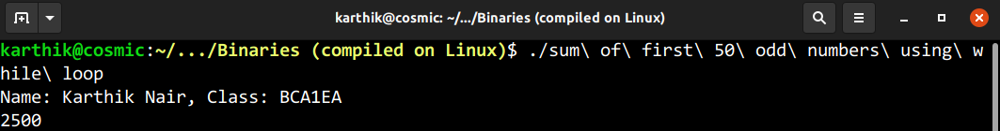 karthik@cosmic: ~/.../Binaries (compiled on Linux)
karthik@cosmic:~/.../Binaries (compiled on Linux)$ ./sum\ of\ first\ 50\ odd\ numbers\ using\ w
hile\ loop
Name: Karthik Nair, Class: BCA1EA
2500